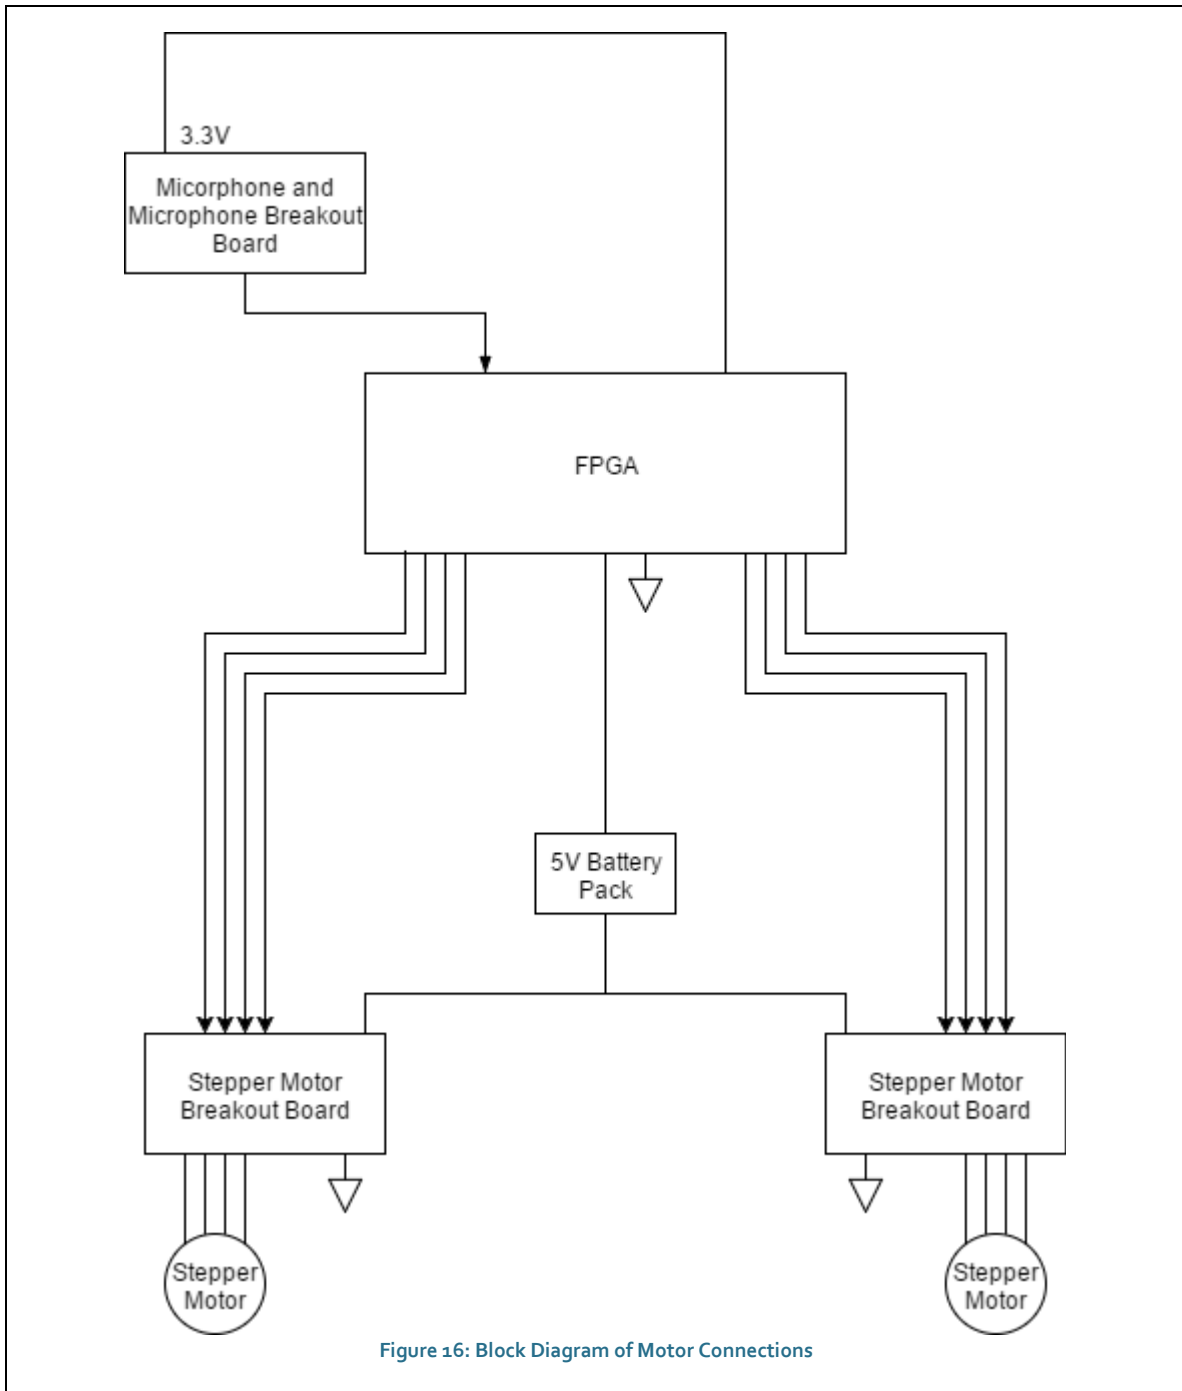 3.3V
Micorphone and
Microphone Breakout
Board
FPGA
5V Battery
Pack
Stepper Motor
Breakout Board
Stepper Motor
Breakout Board
Stepper
Motor
Stepper
Motor
Figure 16: Block Diagram of Motor Connections